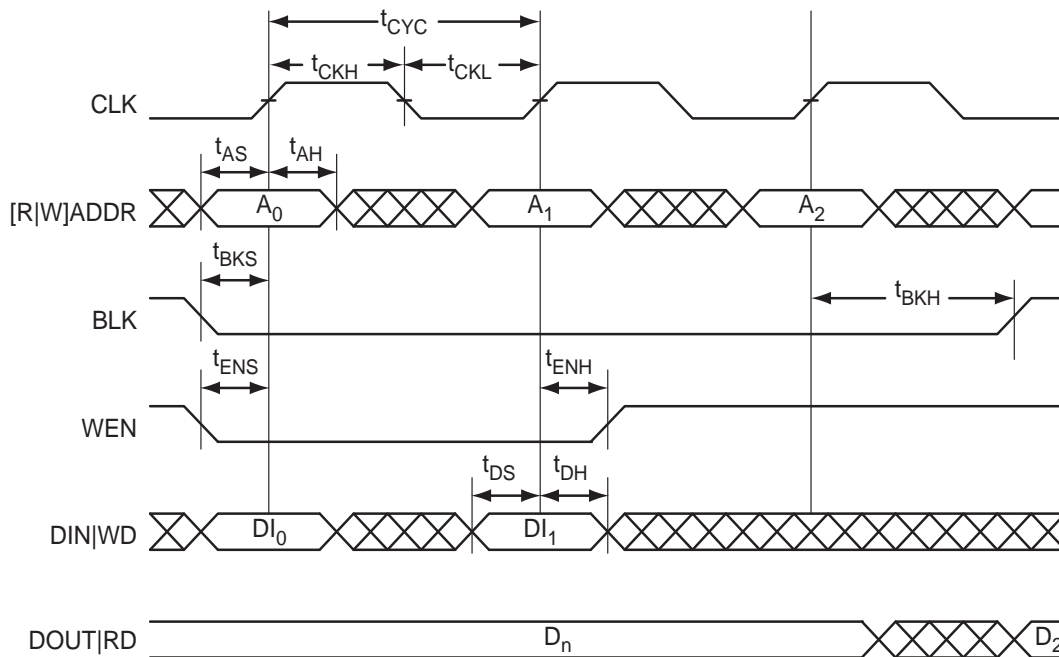 tCYC
tCKH tCKL
CLK
tAS tAH
[R|W]ADDR A0 A1 A2
tBKS tBKH
BLK
tENS tENH
WEN
tDS tDH
DIN|WD DI0 DI1
DOUT|RD Dn D2